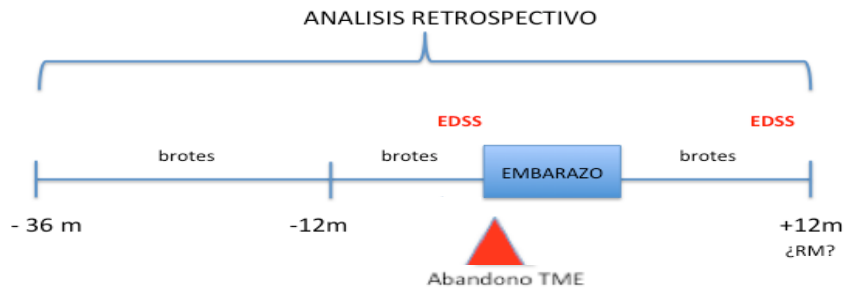 ANALISIS RETROSPECTIVO
EDSS
EDSS
brotes
brotes
brotes
EMBARAZO
- 36 m
-12m
+12m
¿RM?
Abandono TME